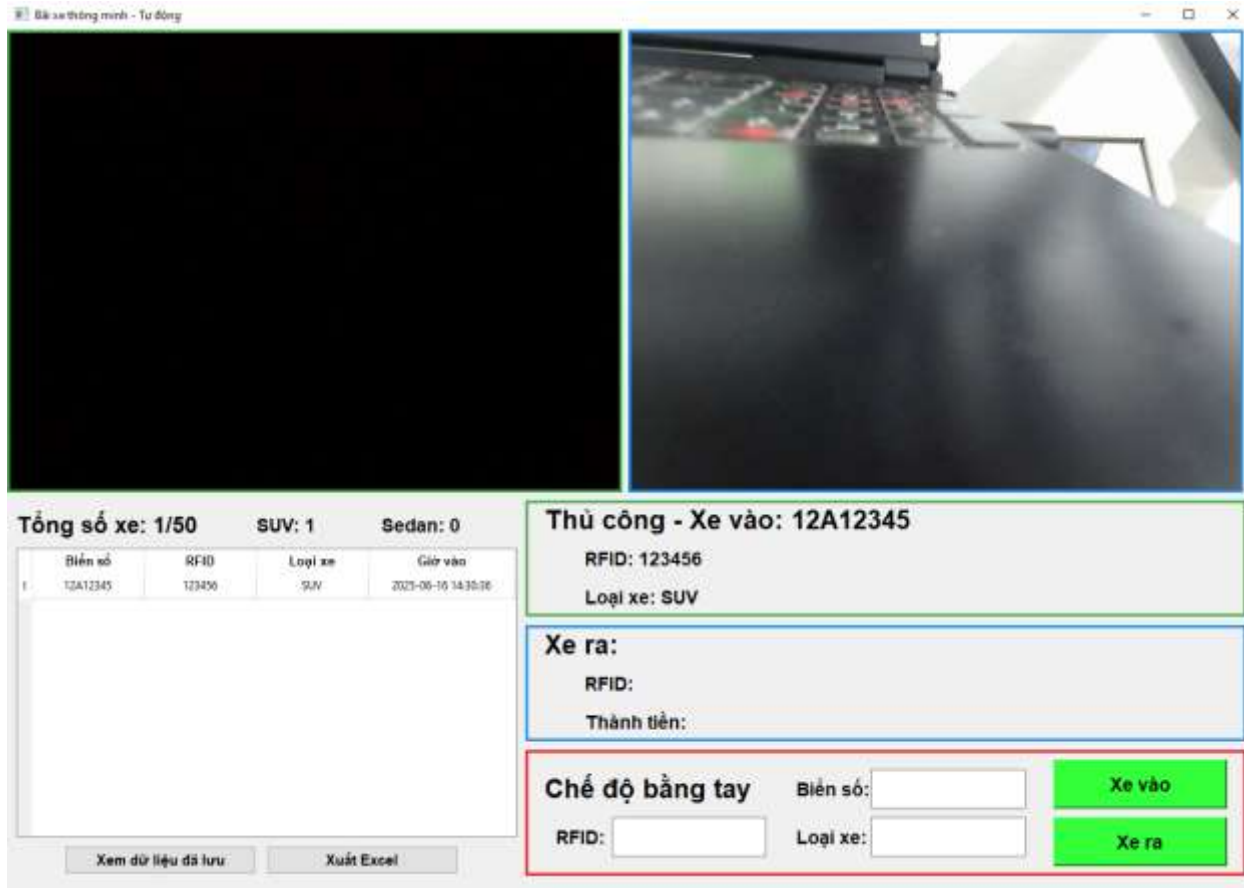 Bãi xe thông minh - Tự động
Tổng số xe: 1/50 SUV: 1 Sedan: 0
Biển số RFID Loại xe Giờ vào
1 12A12345 123456 SUV 2025-06-16 14:30:36
Xem dữ liệu đã lưu Xuất Excel
Thủ công - Xe vào: 12A12345
RFID: 123456
Loại xe: SUV
Xe ra:
RFID:
Thành tiền:
Chế độ bằng tay
Biển số:
Xe vào
RFID:
Loại xe:
Xe ra